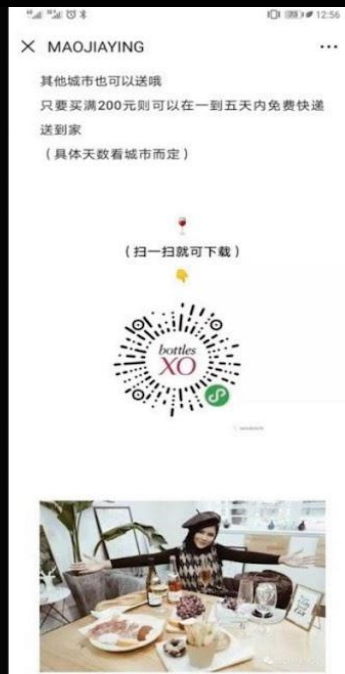 12:56
MAOJIAYING
其他城市也可以送哦
只要买满200元则可以在一到五天内免费快递
送到家
（具体天数看城市而定）
（扫一扫就可下载）
bottles
XO